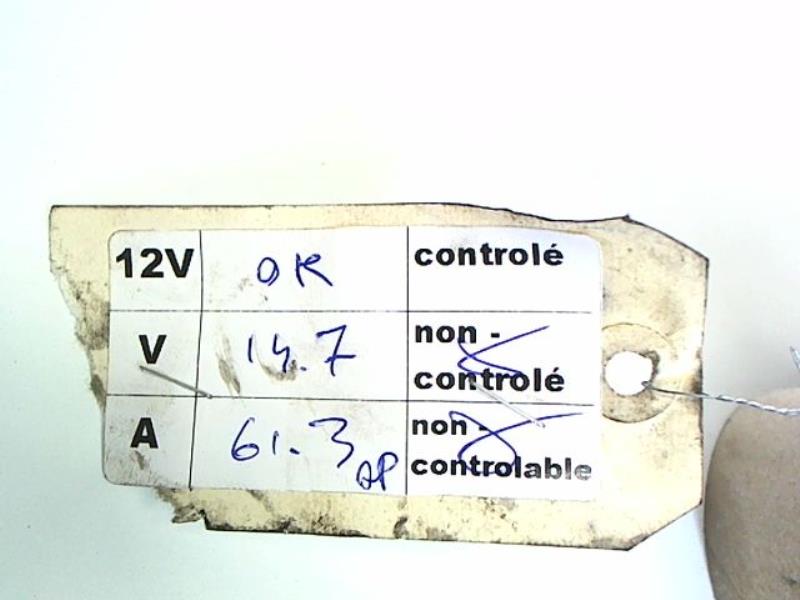 12V OK controlé
V 14.7 non -
controlé
A 61.3 non -
AP controlable